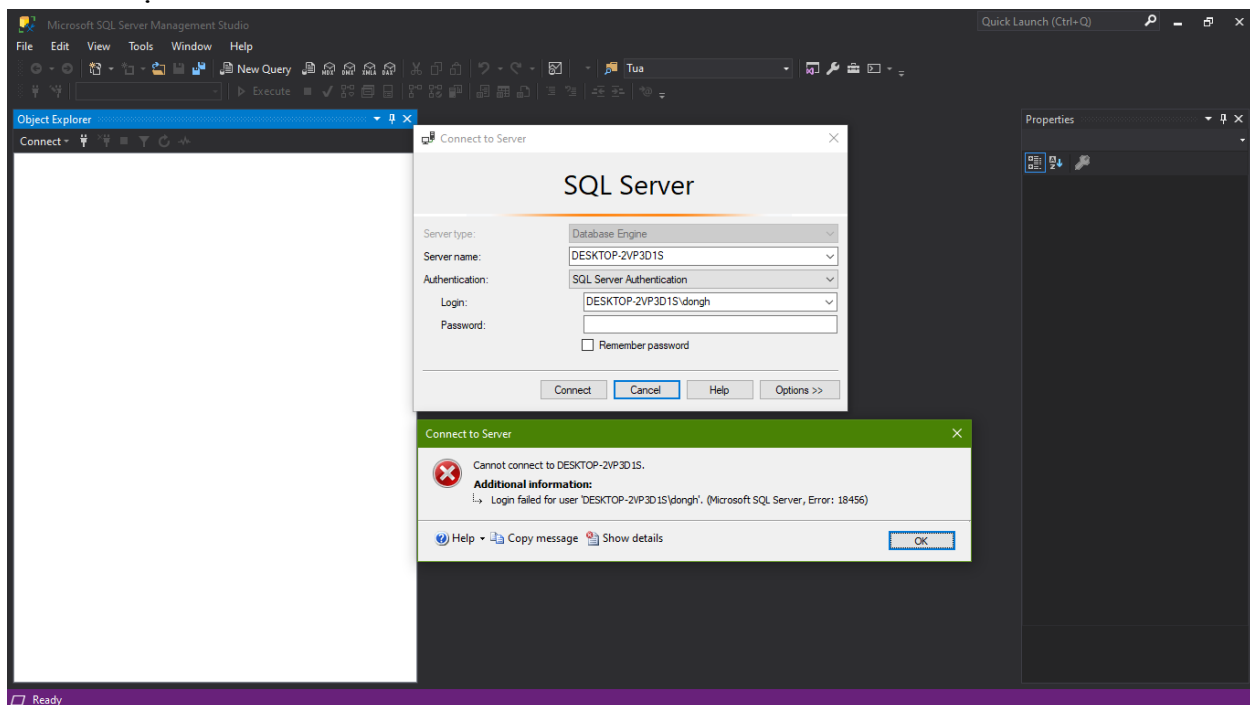 Microsoft SQL Server Management Studio
Quick Launch (Ctrl+Q)
File Edit View Tools Window Help
New Query MDX DMX XMLA DAX Tua
Execute
Object Explorer
Connect
Properties
Connect to Server
SQL Server
Server type: Database Engine
Server name: DESKTOP-2VP3D1S
Authentication: SQL Server Authentication
Login: DESKTOP-2VP3D1S\dongh
Password:
Remember password
Connect Cancel Help Options >>
Connect to Server
Cannot connect to DESKTOP-2VP3D1S.
Additional information:
Login failed for user 'DESKTOP-2VP3D1S\dongh'. (Microsoft SQL Server, Error: 18456)
Help Copy message Show details OK
Ready